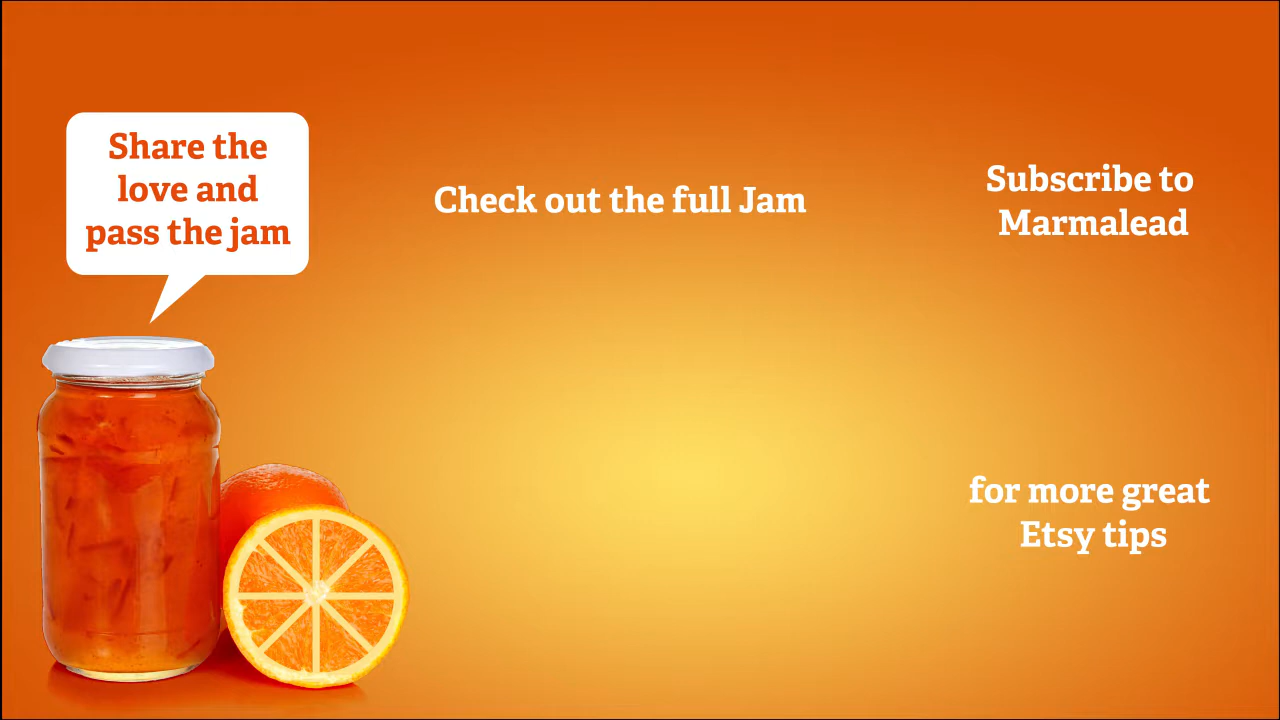 Share the
love and
pass the jam
Check out the full Jam
Subscribe to
Marmalead
for more great
Etsy tips